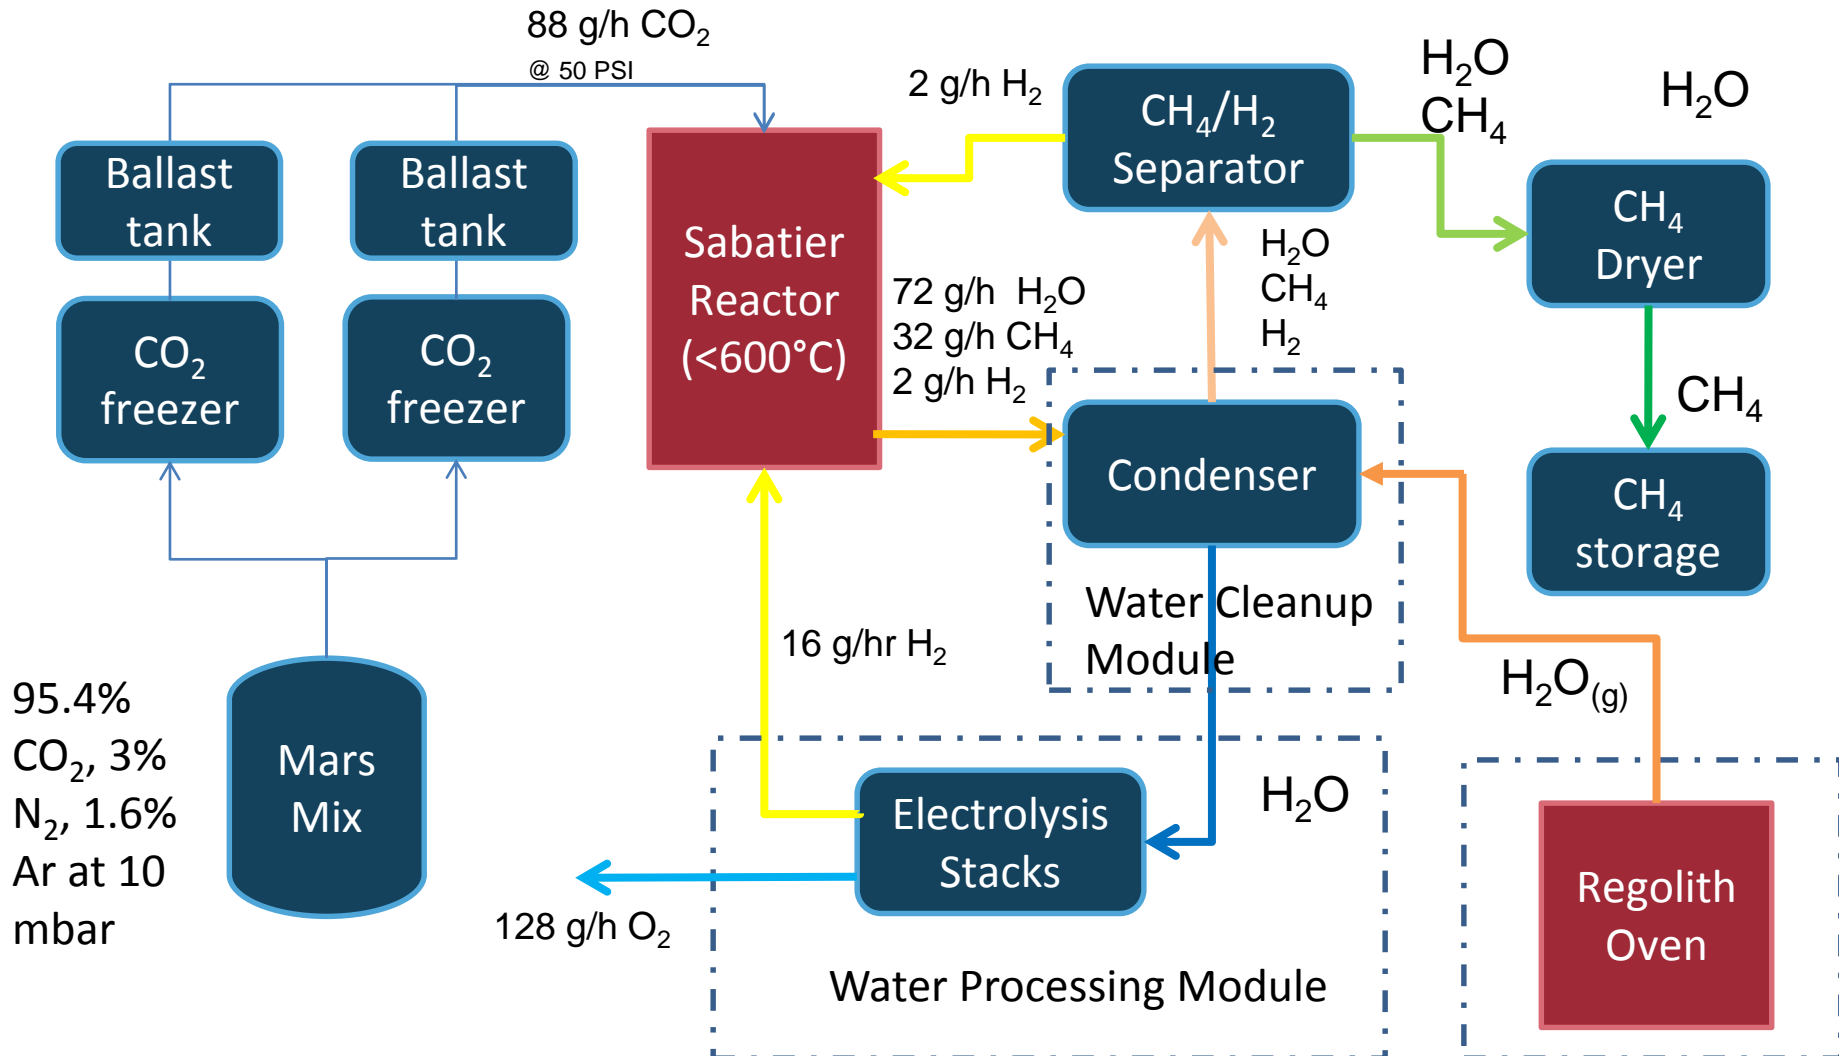 88 g/h CO₂
@ 50 PSI
Ballast
tank
Ballast
tank
CO₂
freezer
CO₂
freezer
95.4%
CO₂, 3%
N₂, 1.6%
Ar at 10
mbar
Mars
Mix
Sabatier
Reactor
(<600°C)
2 g/h H₂
CH₄/H₂
Separator
H₂O
CH₄
H₂O
CH₄
Dryer
72 g/h H₂O
32 g/h CH₄
2 g/h H₂
H₂O
CH₄
H₂
CH₄
Condenser
CH₄
storage
Water Cleanup
Module
16 g/hr H₂
H₂O₍g₎
Electrolysis
Stacks
H₂O
128 g/h O₂
Water Processing Module
Regolith
Oven